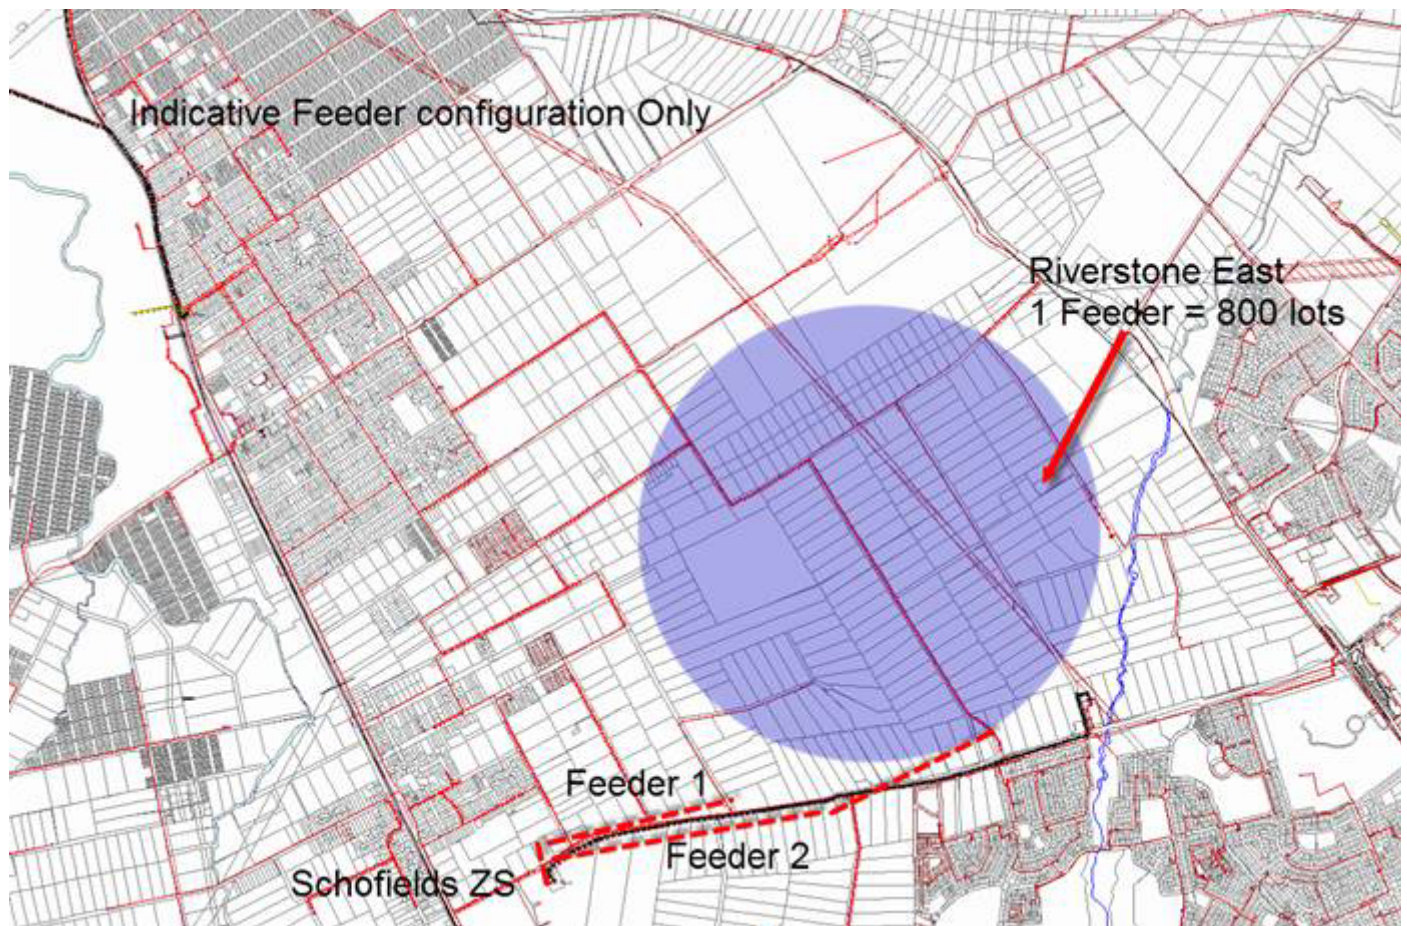 Indicative Feeder configuration Only
Riverstone East
1 Feeder = 800 lots
Feeder 1
Feeder 2
Schofields ZS